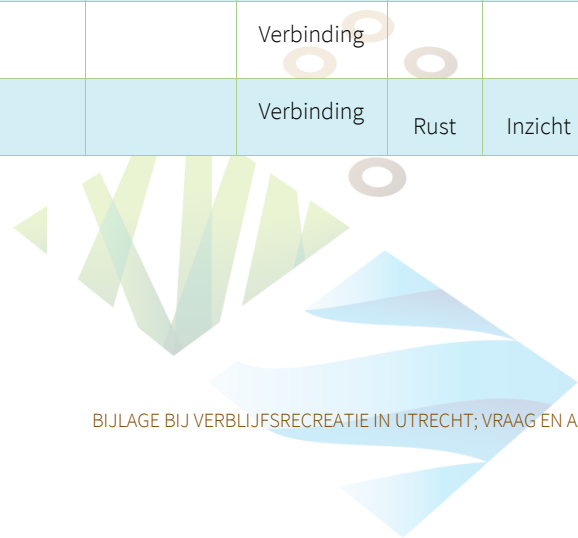 Verbinding
Verbinding Rust Inzicht
BIJLAGE BIJ VERBLIJFSRECREATIE IN UTRECHT; VRAAG EN A